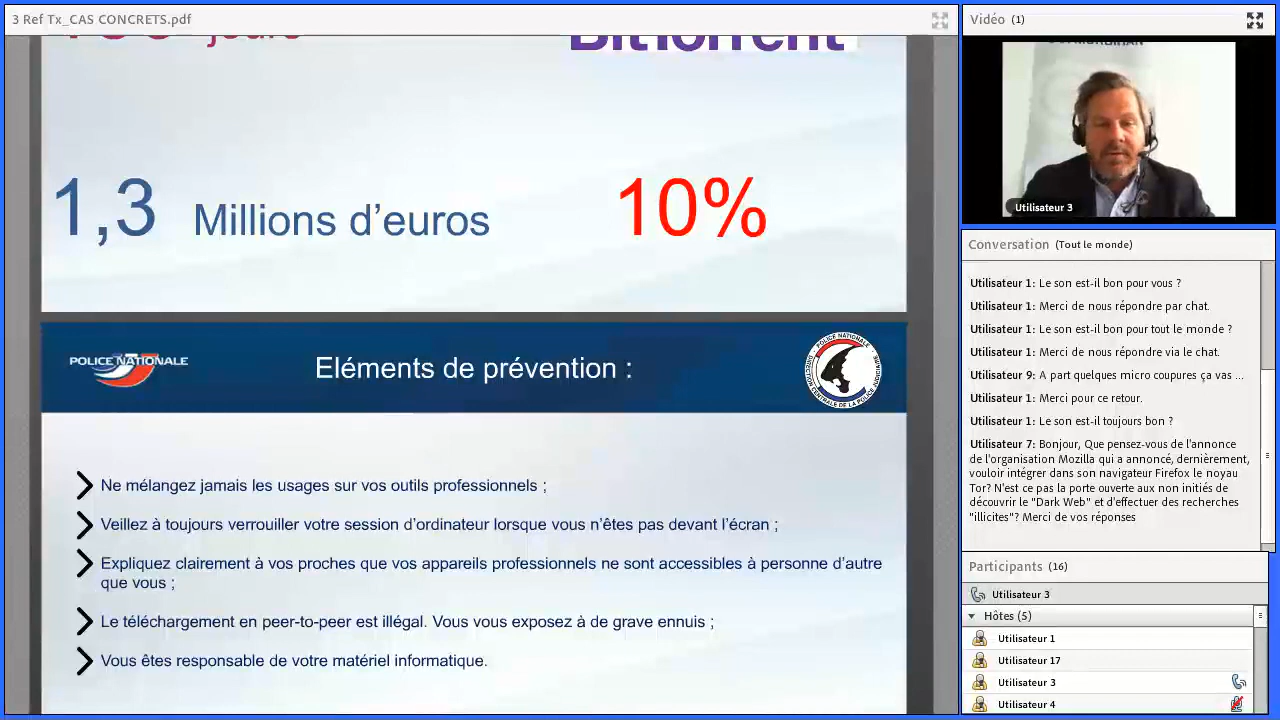 3 Ref Tx_CAS CONCRETS.pdf
jours
BitTorrent
1,3 Millions d’euros
10%
POLICE NATIONALE
Eléments de prévention :
POLICE NATIONALE
DIRECTION CENTRALE DE LA POLICE JUDICIAIRE
Ne mélangez jamais les usages sur vos outils professionnels ;
Veillez à toujours verrouiller votre session d’ordinateur lorsque vous n’êtes pas devant l’écran ;
Expliquez clairement à vos proches que vos appareils professionnels ne sont accessibles à personne d’autre
que vous ;
Le téléchargement en peer-to-peer est illégal. Vous vous exposez à de grave ennuis ;
Vous êtes responsable de votre matériel informatique.
Vidéo (1)
Utilisateur 3
Conversation (Tout le monde)
Utilisateur 1: Le son est-il bon pour vous ?
Utilisateur 1: Merci de nous répondre par chat.
Utilisateur 1: Le son est-il bon pour tout le monde ?
Utilisateur 1: Merci de nous répondre via le chat.
Utilisateur 9: A part quelques micro coupures ça vas ...
Utilisateur 1: Merci pour ce retour.
Utilisateur 1: Le son est-il toujours bon ?
Utilisateur 7: Bonjour, Que pensez-vous de l'annonce
de l'organisation Mozilla qui a annoncé, dernièrement,
vouloir intégrer dans son navigateur Firefox le noyau
Tor? N'est ce pas la porte ouverte aux non initiés de
découvrir le "Dark Web" et d'effectuer des recherches
"illicites"? Merci de vos réponses
Participants (16)
Utilisateur 3
Hôtes (5)
Utilisateur 1
Utilisateur 17
Utilisateur 3
Utilisateur 4